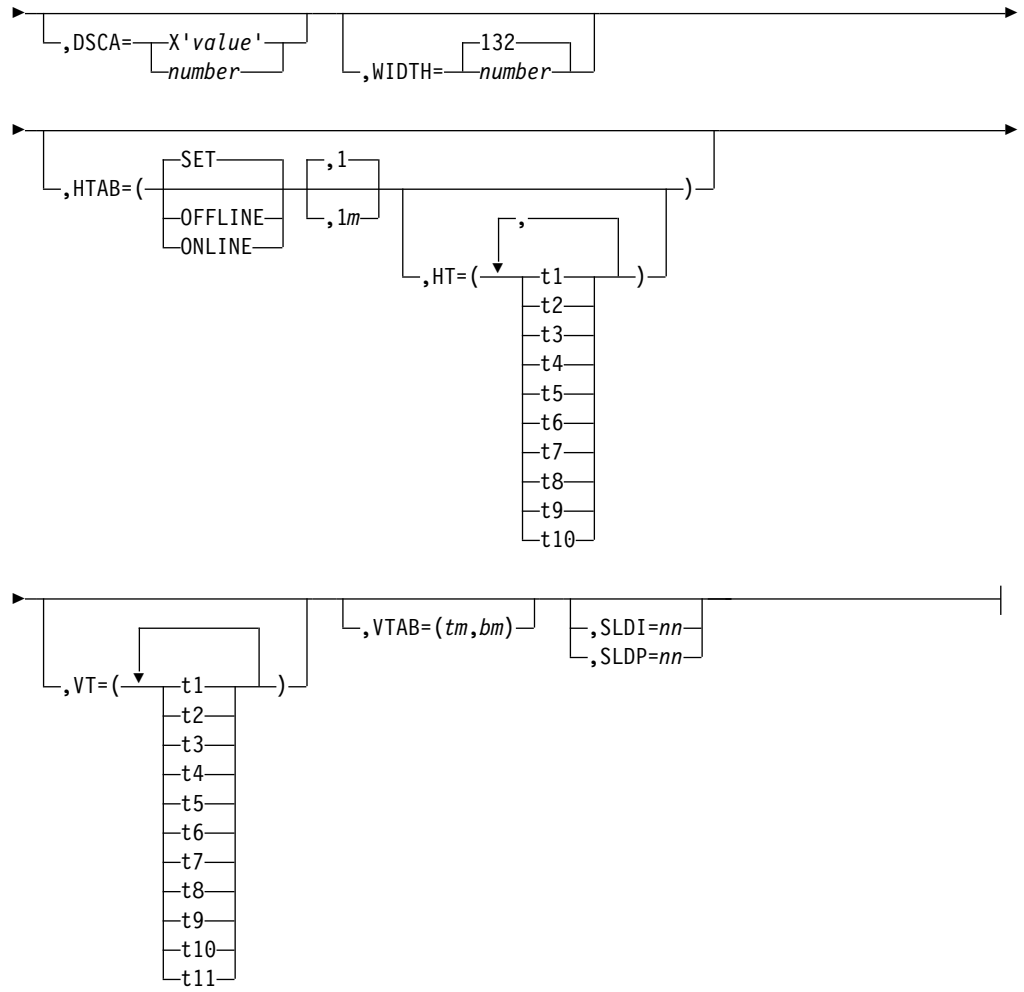 ,DSCA= X'value'
number
,WIDTH= 132
number
,HTAB=( SET ,1 )
OFFLINE ,1m
ONLINE
,HT=( , t1 )
t2
t3
t4
t5
t6
t7
t8
t9
t10
,VT=( t1 )
t2
t3
t4
t5
t6
t7
t8
t9
t10
t11
,VTAB=(tm,bm)
,SLDI=nn
,SLDP=nn